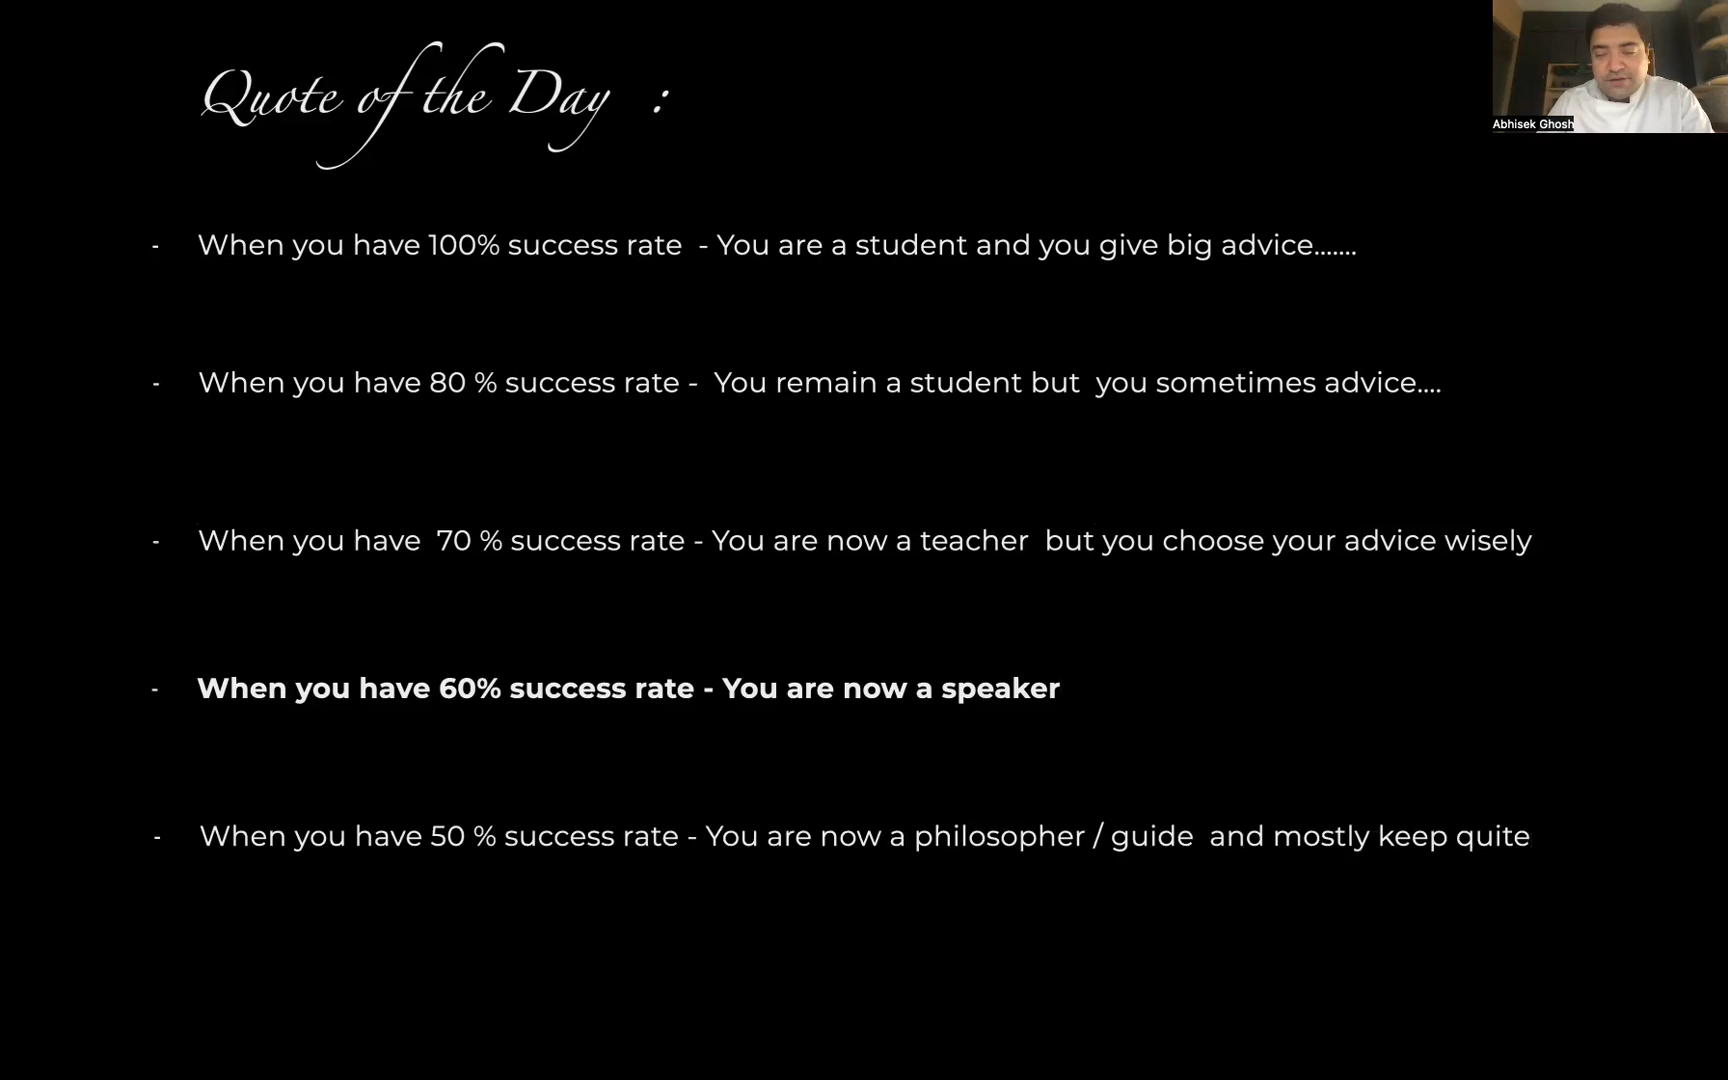 Quote of the Day :
Abhisek Ghosh
- When you have 100% success rate - You are a student and you give big advice.......
- When you have 80 % success rate - You remain a student but you sometimes advice....
- When you have 70 % success rate - You are now a teacher but you choose your advice wisely
- When you have 60% success rate - You are now a speaker
- When you have 50 % success rate - You are now a philosopher / guide and mostly keep quite